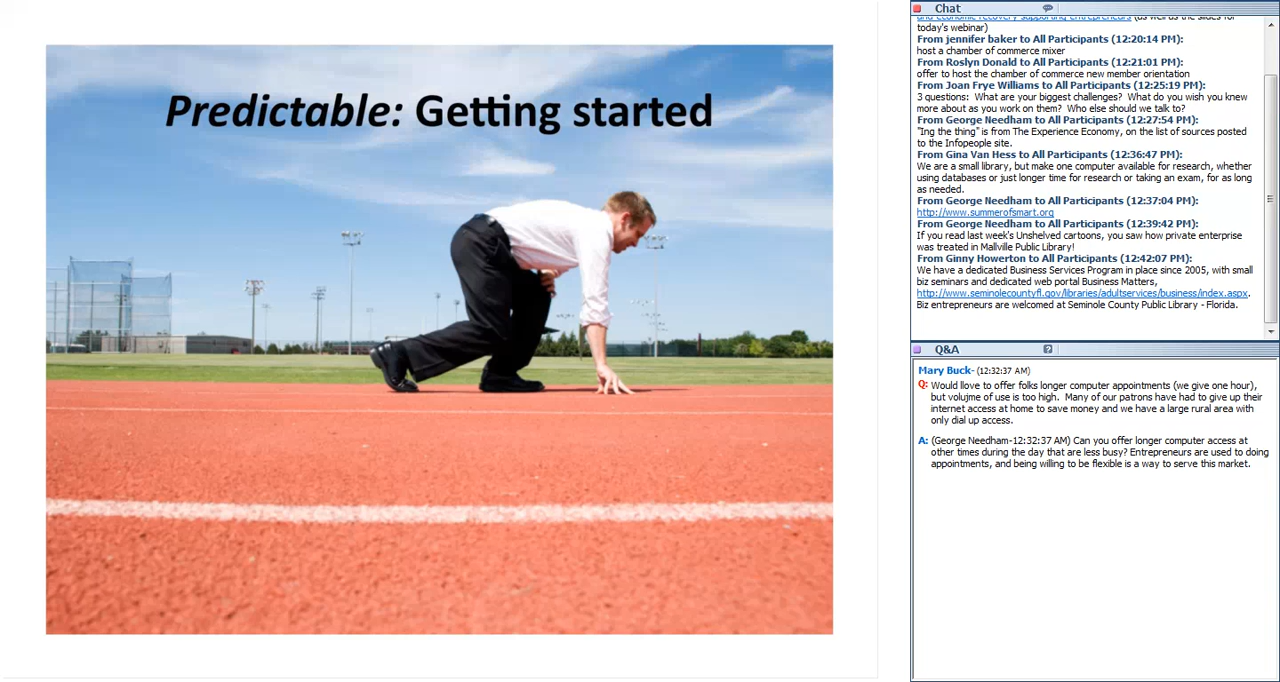 Predictable: Getting started
Chat
and economic recovery supporting entrepreneurs (as well as the slides for
today's webinar)
From jennifer baker to All Participants (12:20:14 PM):
host a chamber of commerce mixer
From Roslyn Donald to All Participants (12:21:01 PM):
offer to host the chamber of commerce new member orientation
From Joan Frye Williams to All Participants (12:25:19 PM):
3 questions:  What are your biggest challenges?  What do you wish you knew
more about as you work on them?  Who else should we talk to?
From George Needham to All Participants (12:27:54 PM):
"Ing the thing" is from The Experience Economy, on the list of sources posted
to the Infopeople site.
From Gina Van Hess to All Participants (12:36:47 PM):
We are a small library, but make one computer available for research, whether
using databases or just longer time for research or taking an exam, for as long
as needed.
From George Needham to All Participants (12:37:04 PM):
http://www.summerofsmart.org
From George Needham to All Participants (12:39:42 PM):
If you read last week's Unshelved cartoons, you saw how private enterprise
was treated in Mallville Public Library!
From Ginny Howerton to All Participants (12:42:07 PM):
We have a dedicated Business Services Program in place since 2005, with small
biz seminars and dedicated web portal Business Matters,
http://www.seminolecountyfl.gov/libraries/adultservices/business/index.aspx.
Biz entrepreneurs are welcomed at Seminole County Public Library - Florida.
Q&A
Mary Buck- (12:32:37 AM)
Q: Would llove to offer folks longer computer appointments (we give one hour),
but volujme of use is too high.  Many of our patrons have had to give up their
internet access at home to save money and we have a large rural area with
only dial up access.
A: (George Needham-12:32:37 AM) Can you offer longer computer access at
other times during the day that are less busy? Entrepreneurs are used to doing
appointments, and being willing to be flexible is a way to serve this market.